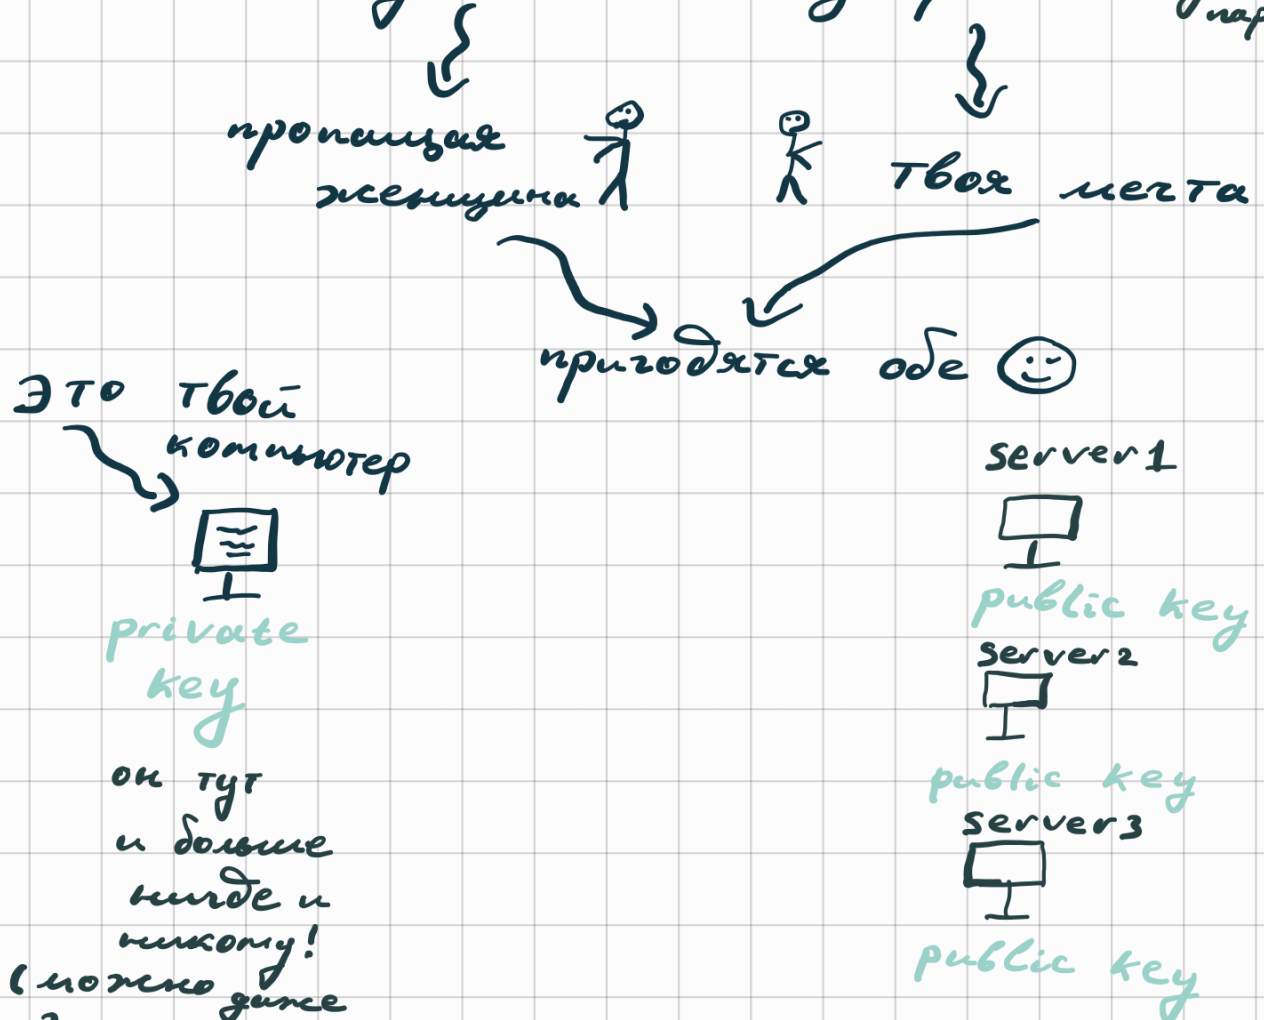 пар
пропащая
женщина
твоя мечта
пригодятся обе
это твой
компьютер
private
key
он тут
и больше
нигде и
никому!
(можно даже
server1
public key
server2
public key
server3
public key